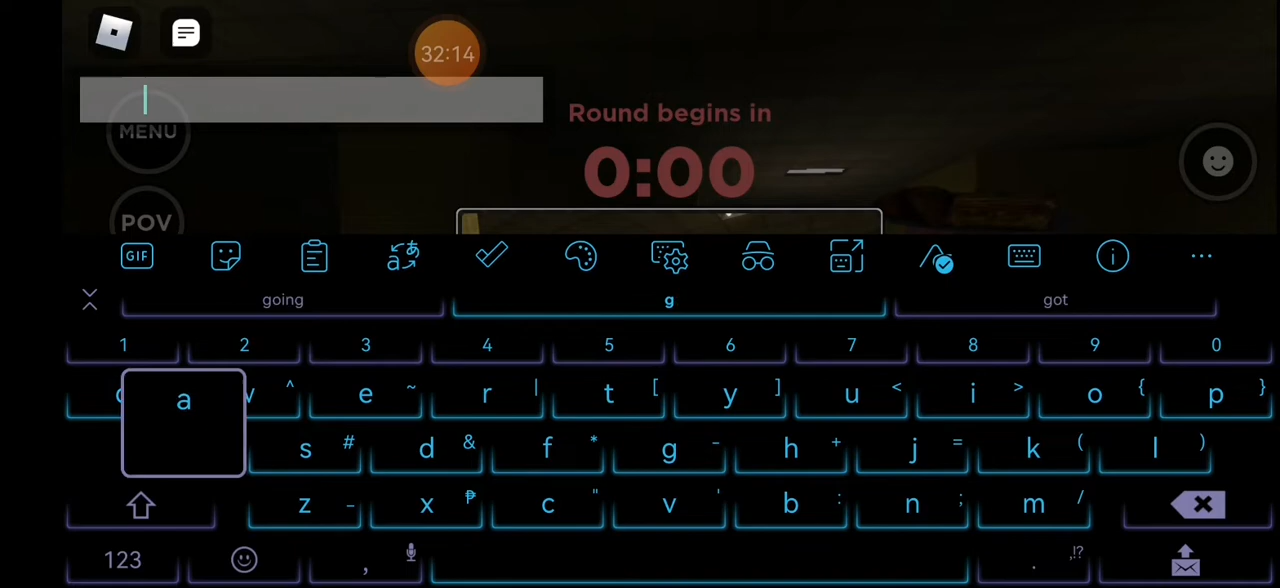 32:14
MENU
Round begins in
0:00
POV
GIF
going g got
1 2 3 4 5 6 7 8 9 0
^ e ~ r | t [ y ] u < i > o { p }
a s # d & f * g - h + j = k ( l )
z _ x ₱ c " v ' b : n ; m /
123 , . ,!?